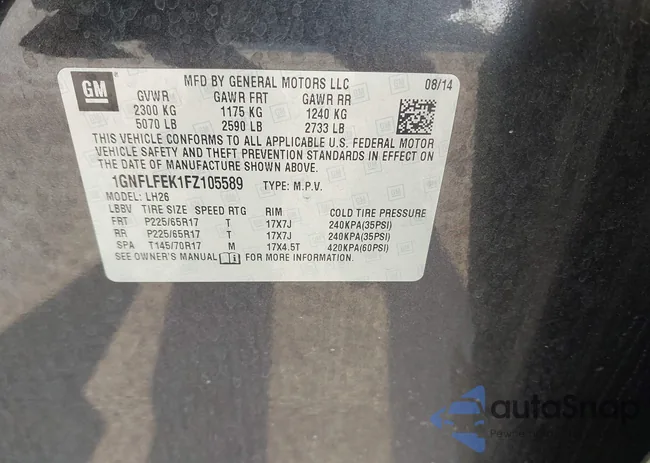 GM
MFD BY GENERAL MOTORS LLC 08/14
GVWR GAWR FRT GAWR RR
2300 KG 1175 KG 1240 KG
5070 LB 2590 LB 2733 LB
THIS VEHICLE CONFORMS TO ALL APPLICABLE U.S. FEDERAL MOTOR
VEHICLE SAFETY AND THEFT PREVENTION STANDARDS IN EFFECT ON
THE DATE OF MANUFACTURE SHOWN ABOVE.
1GNFLFEK1FZ105589 TYPE: M.P.V.
MODEL: LH26
LBBV TIRE SIZE SPEED RTG RIM COLD TIRE PRESSURE
FRT P225/65R17 T 17X7J 240KPA(35PSI)
RR P225/65R17 T 17X7J 240KPA(35PSI)
SPA T145/70R17 M 17X4.5T 420KPA(60PSI)
SEE OWNER'S MANUAL FOR MORE INFORMATION.
autoSnap